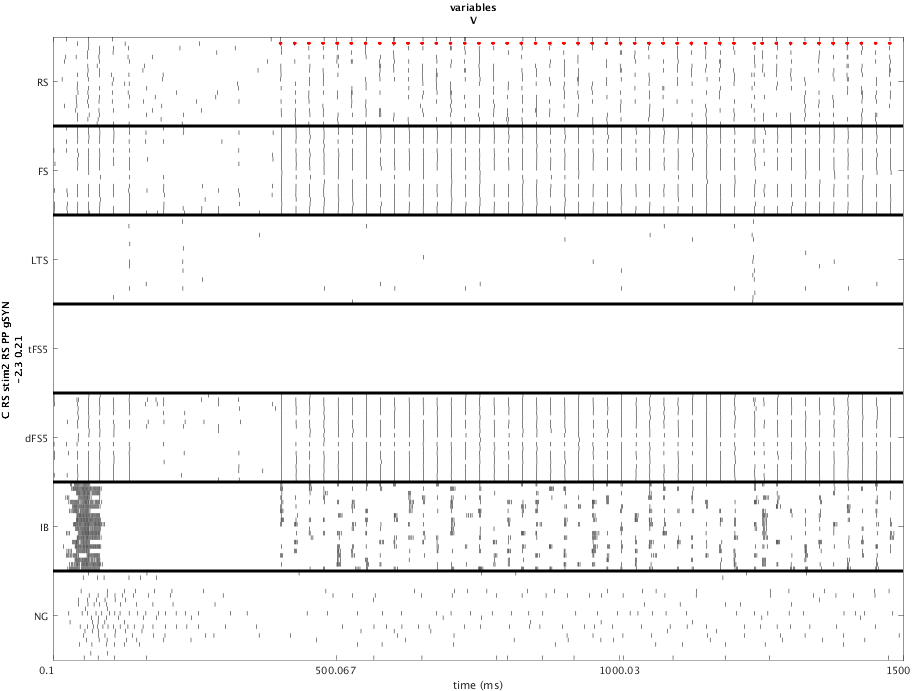 variables
V
RS
FS
LTS
tFS5
dFS5
IB
NG
C RS stim2 RS PP gSYN
-2.3 0.21
0.1
500.067
1000.03
1500
time (ms)